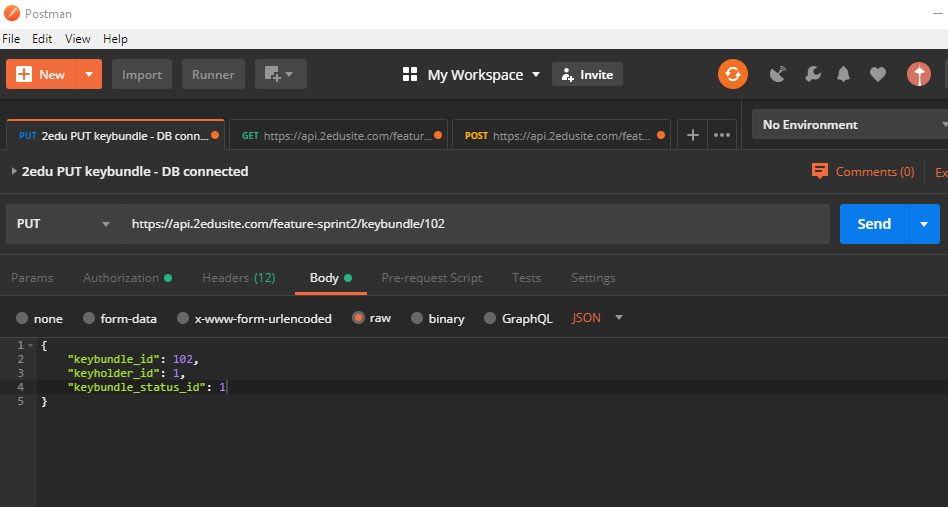 Postman
File Edit View Help
New Import Runner My Workspace Invite
PUT 2edu PUT keybundle - DB conn... GET https://api.2edusite.com/featur... POST https://api.2edusite.com/feat... + ••• No Environment
2edu PUT keybundle - DB connected Comments (0) Ex
PUT https://api.2edusite.com/feature-sprint2/keybundle/102 Send
Params Authorization Headers (12) Body Pre-request Script Tests Settings
none form-data x-www-form-urlencoded raw binary GraphQL JSON
1 {
2 "keybundle_id": 102,
3 "keyholder_id": 1,
4 "keybundle_status_id": 1
5 }